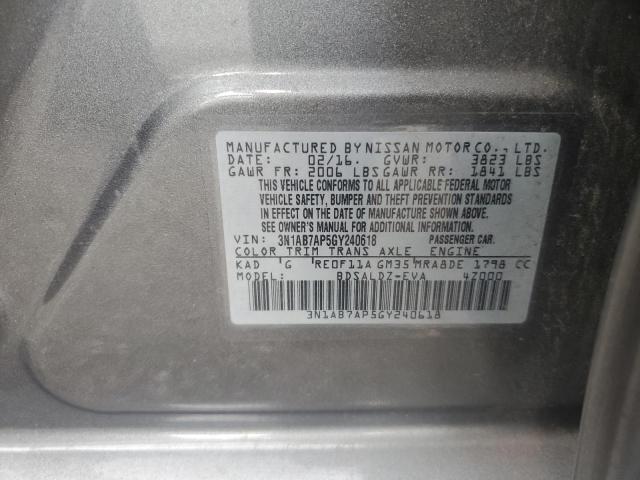 MANUFACTURED BY NISSAN MOTOR CO., LTD.
DATE: 02/16. GVWR: 3823 LBS
GAWR FR: 2006 LBS GAWR RR: 1841 LBS
THIS VEHICLE CONFORMS TO ALL APPLICABLE FEDERAL MOTOR
VEHICLE SAFETY, BUMPER AND THEFT PREVENTION STANDARDS
IN EFFECT ON THE DATE OF MANUFACTURE SHOWN ABOVE.
SEE OWNER'S MANUAL FOR ADDITIONAL INFORMATION.
VIN: 3N1AB7AP5GY240618 PASSENGER CAR.
COLOR TRIM TRANS AXLE ENGINE
KAD G RE0F11A GM35 MRA8DE 1798 CC
MODEL: BDSALDZ-EVA 4Z000
3N1AB7AP5GY240618